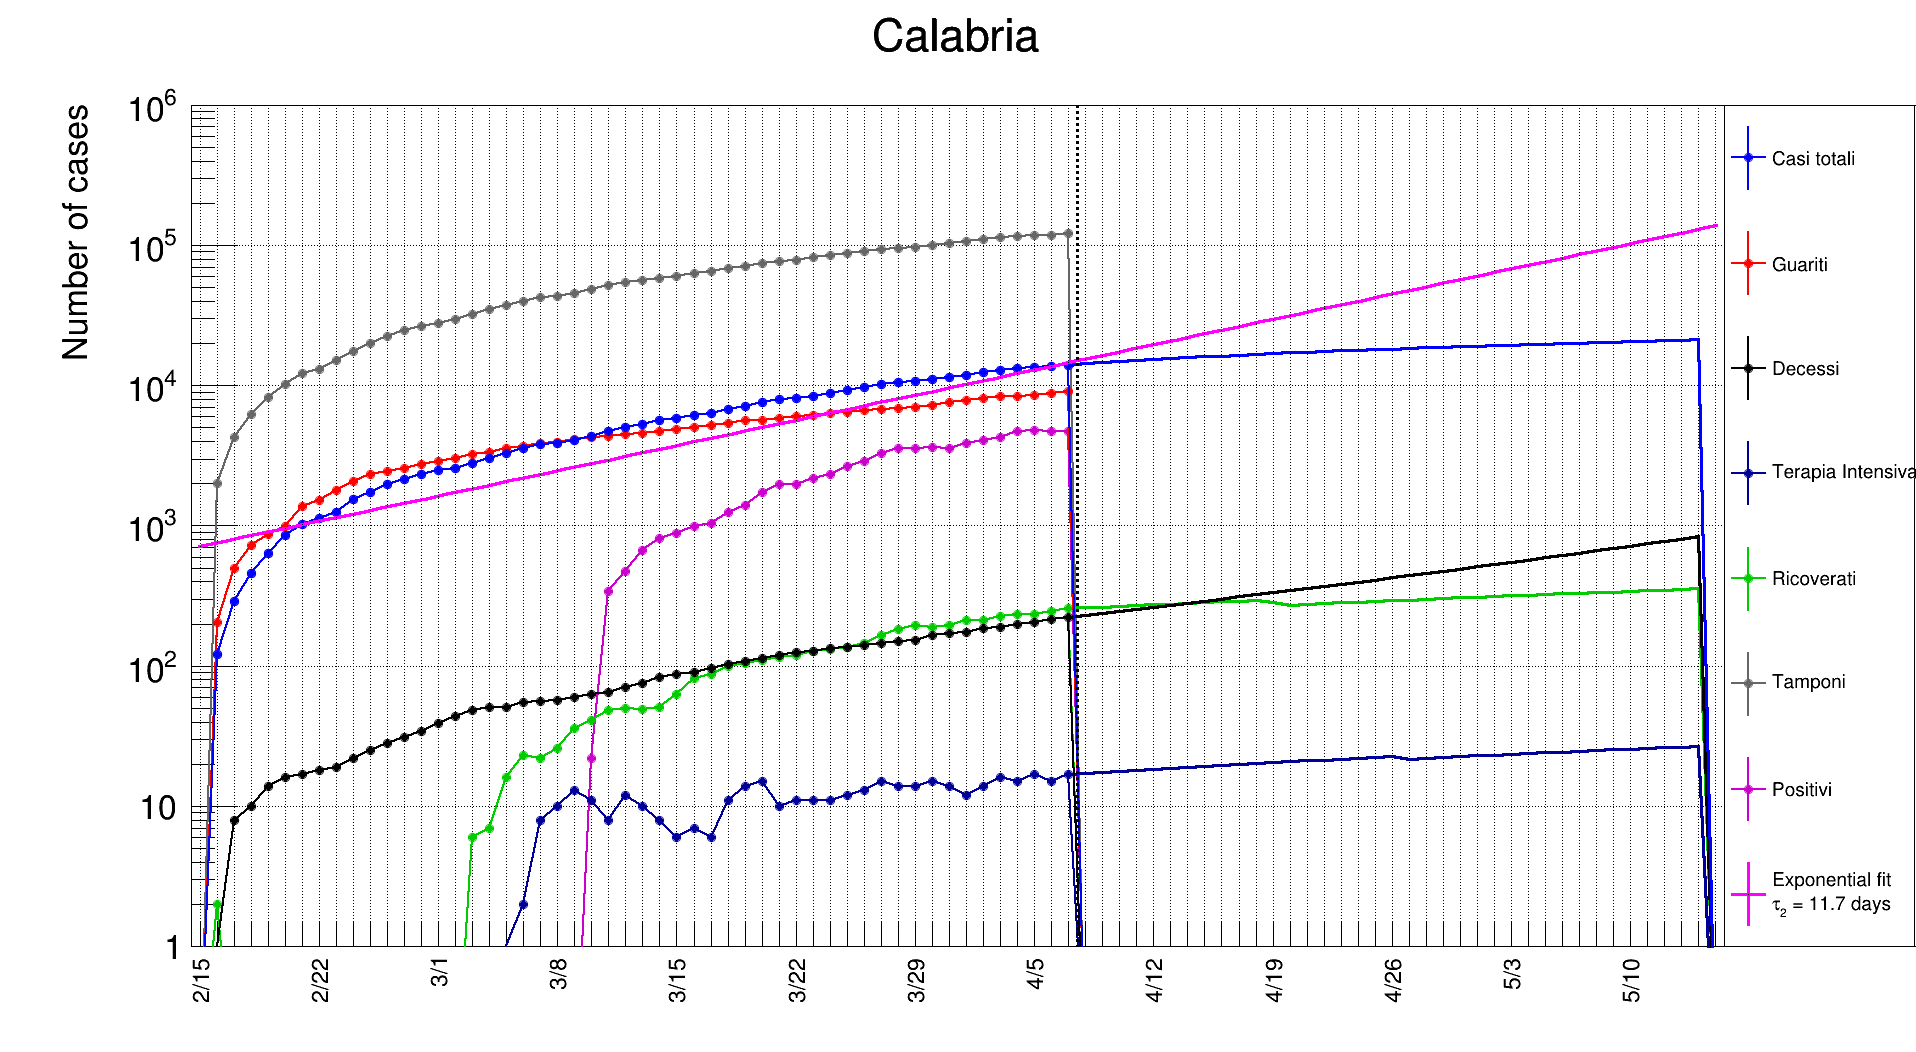 Calabria
Number of cases
10^6
10^5
10^4
10^3
10^2
10
1
2/15
2/22
3/1
3/8
3/15
3/22
3/29
4/5
4/12
4/19
4/26
5/3
5/10
Casi totali
Guariti
Decessi
Terapia Intensiva
Ricoverati
Tamponi
Positivi
Exponential fit
τ_2 = 11.7 days